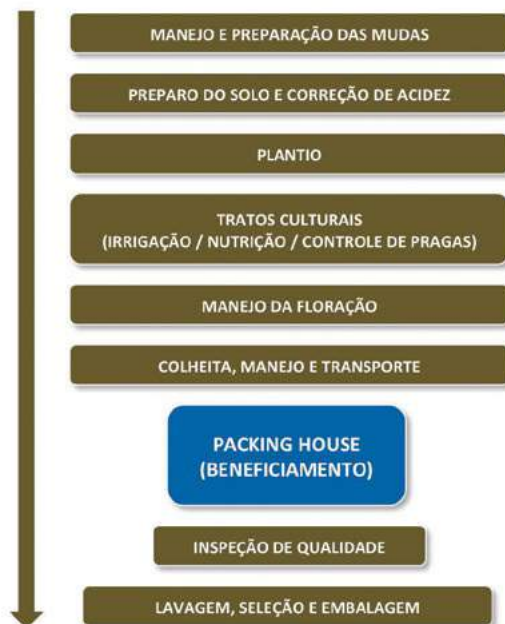 MANEJO E PREPARAÇÃO DAS MUDAS
PREPARO DO SOLO E CORREÇÃO DE ACIDEZ
PLANTIO
TRATOS CULTURAIS
(IRRIGAÇÃO / NUTRIÇÃO / CONTROLE DE PRAGAS)
MANEJO DA FLORAÇÃO
COLHEITA, MANEJO E TRANSPORTE
PACKING HOUSE
(BENEFICIAMENTO)
INSPEÇÃO DE QUALIDADE
LAVAGEM, SELEÇÃO E EMBALAGEM